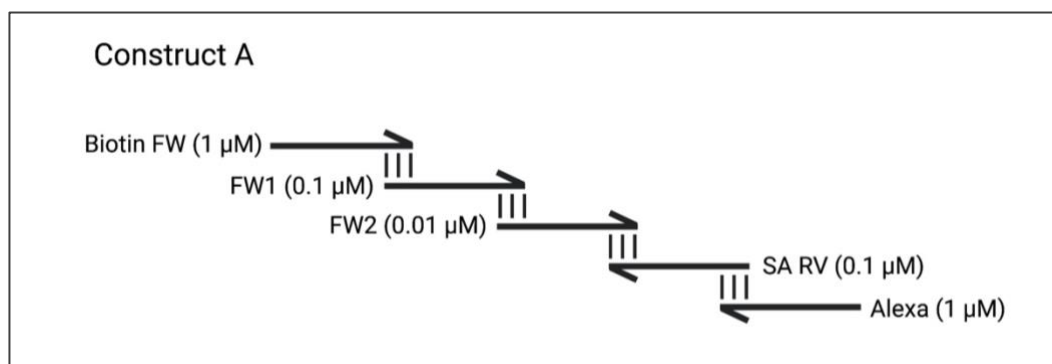 Construct A
Biotin FW (1 µM)
FW1 (0.1 µM)
FW2 (0.01 µM)
SA RV (0.1 µM)
Alexa (1 µM)